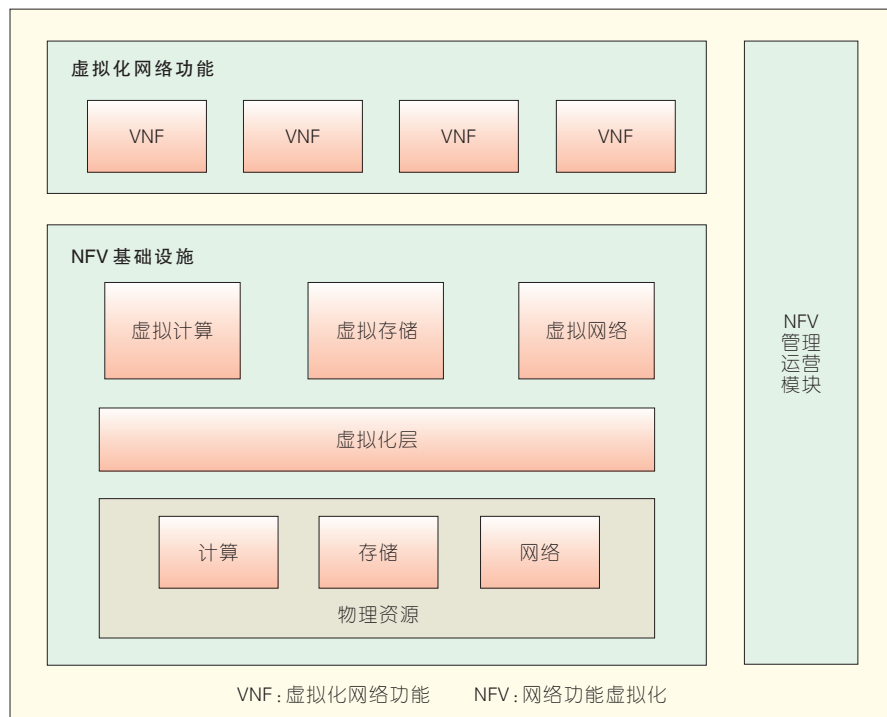 虚拟化网络功能
VNF VNF VNF VNF
NFV 基础设施
虚拟计算 虚拟存储 虚拟网络
虚拟化层
计算 存储 网络
物理资源
NFV
管理
运营
模块
VNF:虚拟化网络功能 NFV:网络功能虚拟化